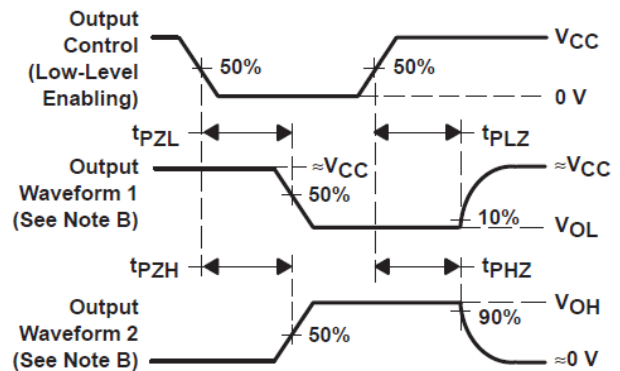 Output
Control
(Low-Level
Enabling)
50%
50%
VCC
0 V
tPZL
tPLZ
Output
Waveform 1
(See Note B)
≈VCC
50%
10%
≈VCC
VOL
tPZH
tPHZ
Output
Waveform 2
(See Note B)
50%
90%
VOH
≈0 V